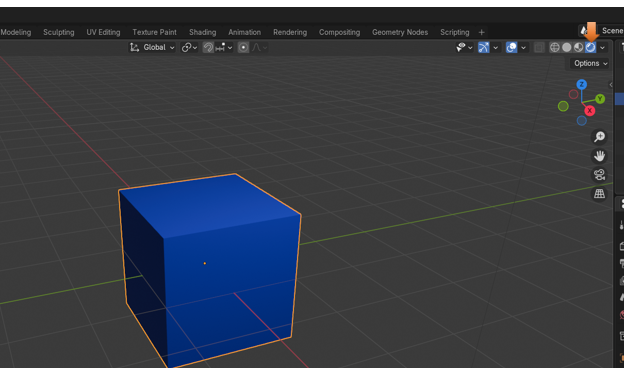 Modeling Sculpting UV Editing Texture Paint Shading Animation Rendering Compositing Geometry Nodes Scripting + Scene
Global
Options
Z
Y
X